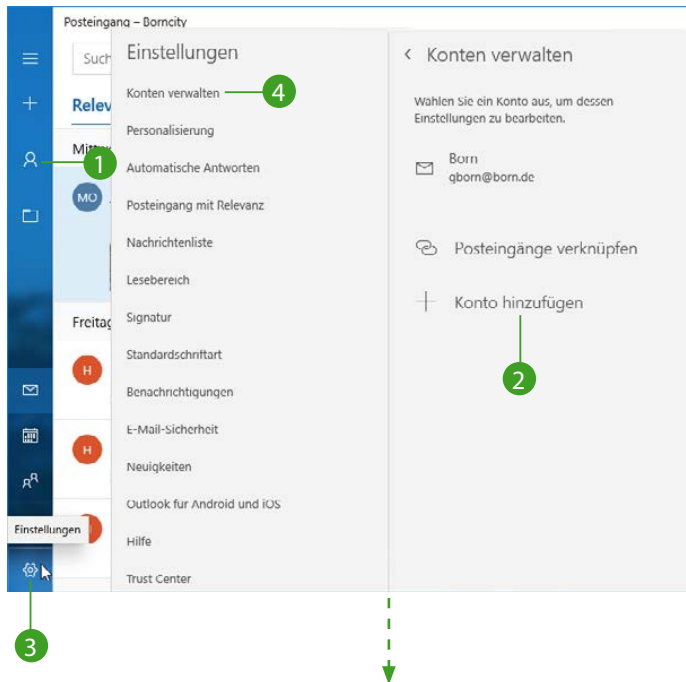 Posteingang – Borncity
Such
Relev
Mittw
MO
Freitag
H
H
Einstellungen
Einstellungen
Konten verwalten
Personalisierung
Automatische Antworten
Posteingang mit Relevanz
Nachrichtenliste
Lesebereich
Signatur
Standardschriftart
Benachrichtigungen
E-Mail-Sicherheit
Neuigkeiten
Outlook für Android und iOS
Hilfe
Trust Center
Konten verwalten
Wählen Sie ein Konto aus, um dessen
Einstellungen zu bearbeiten.
Born
gborn@born.de
Posteingänge verknüpfen
Konto hinzufügen
1
2
3
4